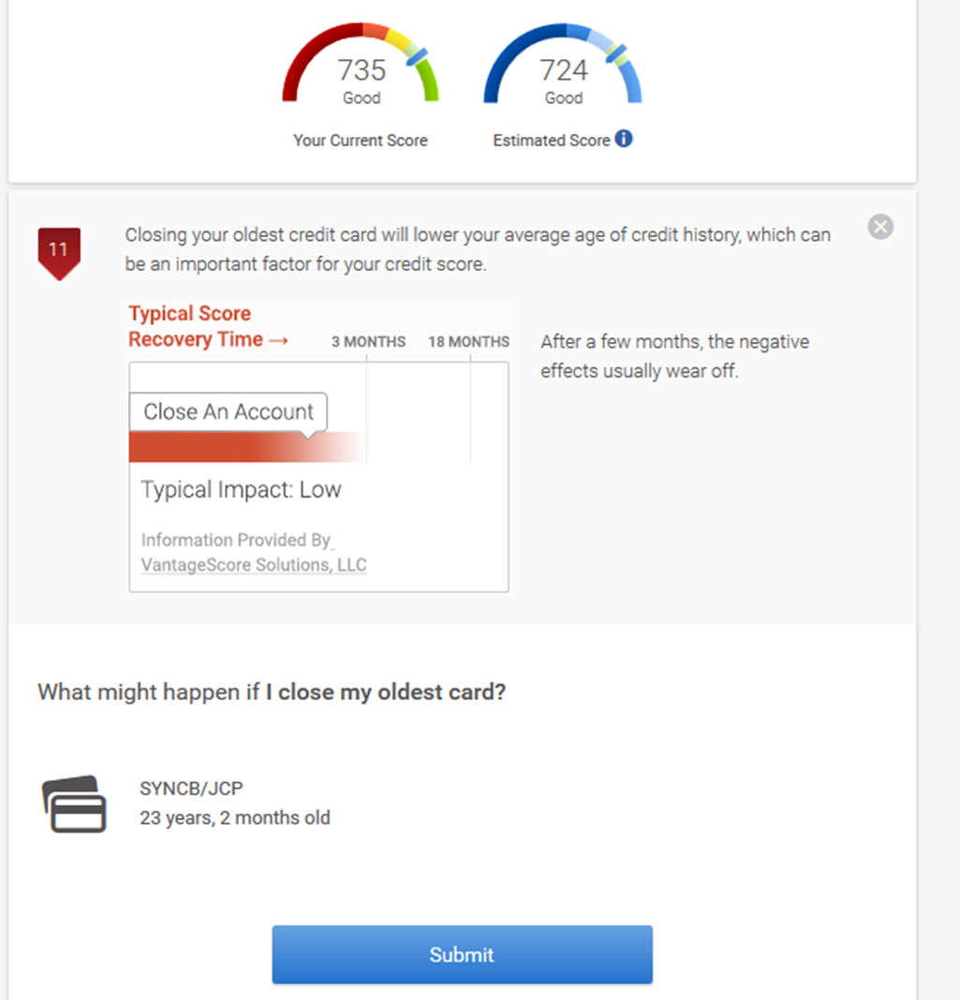 735
Good
Your Current Score
724
Good
Estimated Score i
11
Closing your oldest credit card will lower your average age of credit history, which can
be an important factor for your credit score.
Typical Score
Recovery Time →
3 MONTHS
18 MONTHS
Close An Account
Typical Impact: Low
Information Provided By
VantageScore Solutions, LLC
After a few months, the negative
effects usually wear off.
What might happen if I close my oldest card?
SYNCB/JCP
23 years, 2 months old
Submit